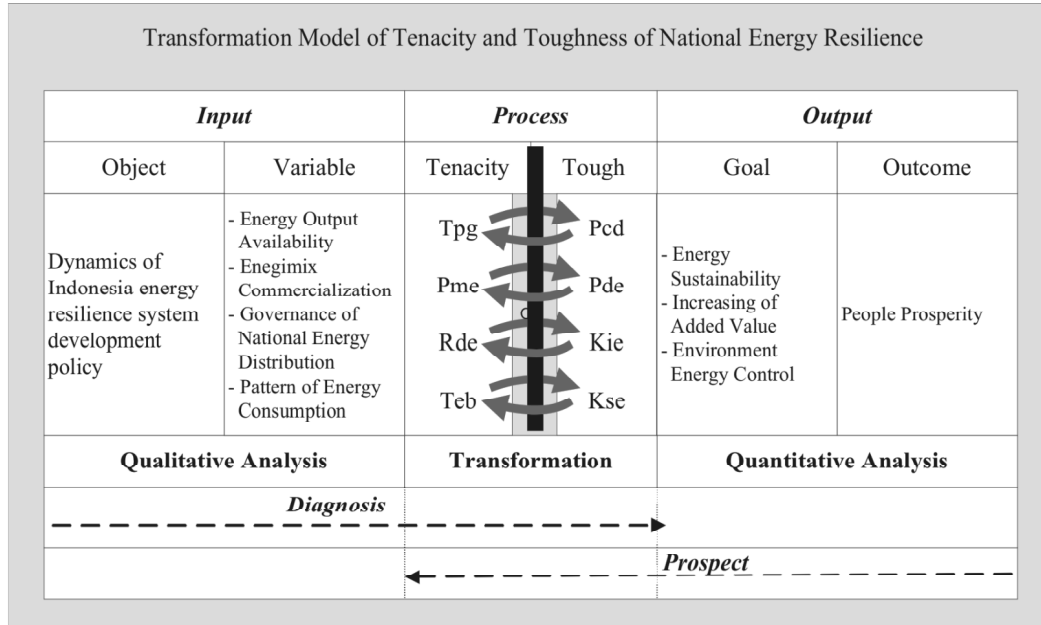 Transformation Model of Tenacity and Toughness of National Energy Resilience
Input
Process
Output
Object
Variable
Tenacity
Tough
Goal
Outcome
Dynamics of
Indonesia energy
resilience system
development
policy
- Energy Output
Availability
- Enegimix
Commercialization
- Governance of
National Energy
Distribution
- Pattern of Energy
Consumption
Tpg
Pcd
Pme
Pde
Rde
Kie
Teb
Kse
- Energy
Sustainability
- Increasing of
Added Value
- Environment
Energy Control
People Prosperity
Qualitative Analysis
Transformation
Quantitative Analysis
Diagnosis
Prospect